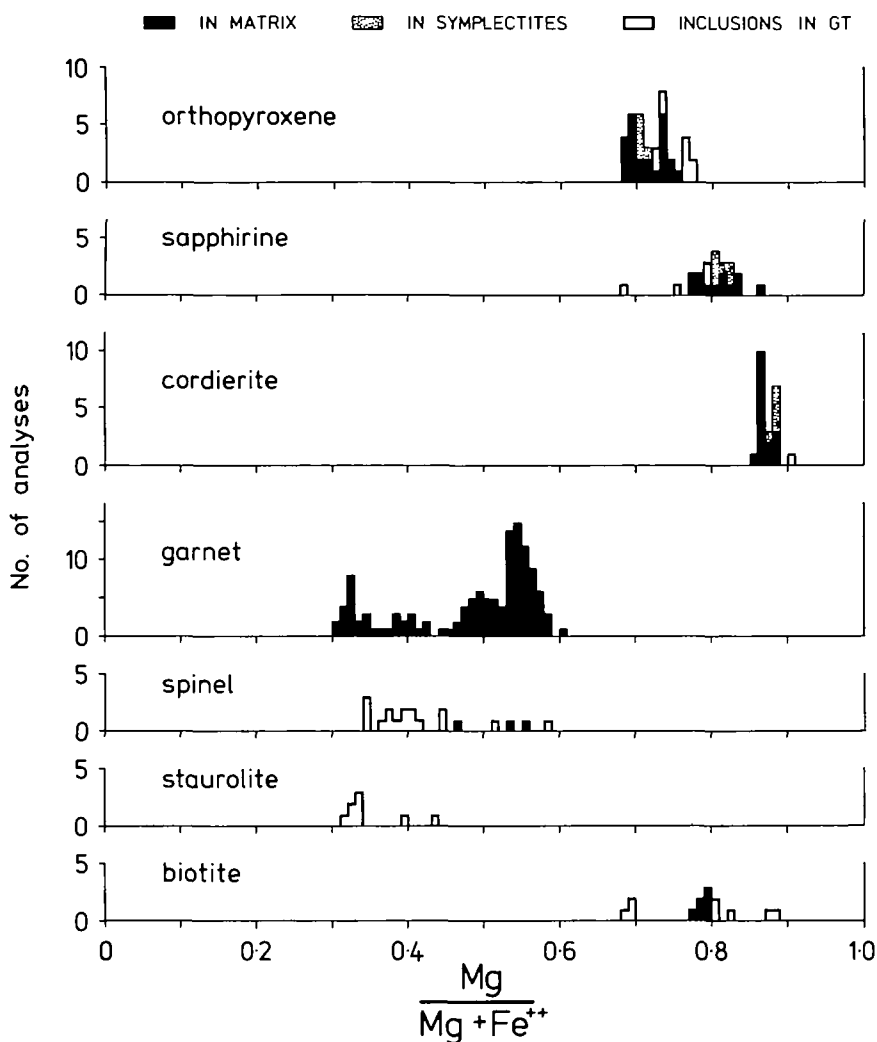 IN MATRIX IN SYMPLECTITES INCLUSIONS IN GT
10
orthopyroxene
5
0
sapphirine
5
0
10
cordierite
5
0
No. of analyses
garnet
10
0
5
spinel
0
5
staurolite
0
5
biotite
0
0 0·2 0·4 0·6 0·8 1·0
Mg
Mg + Fe++